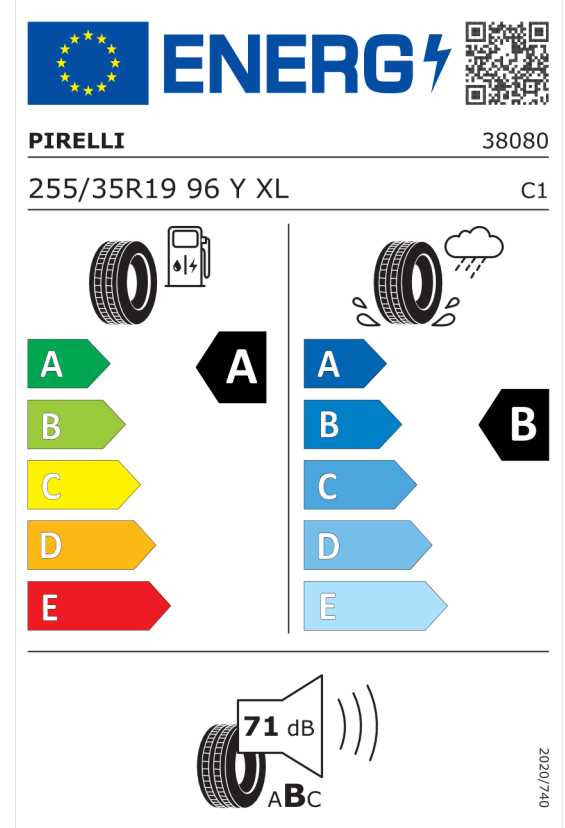 ENERG
PIRELLI 38080
255/35R19 96 Y XL C1
A A
B
C
D
E
A
B B
C
D
E
71 dB
ABC
2020/740